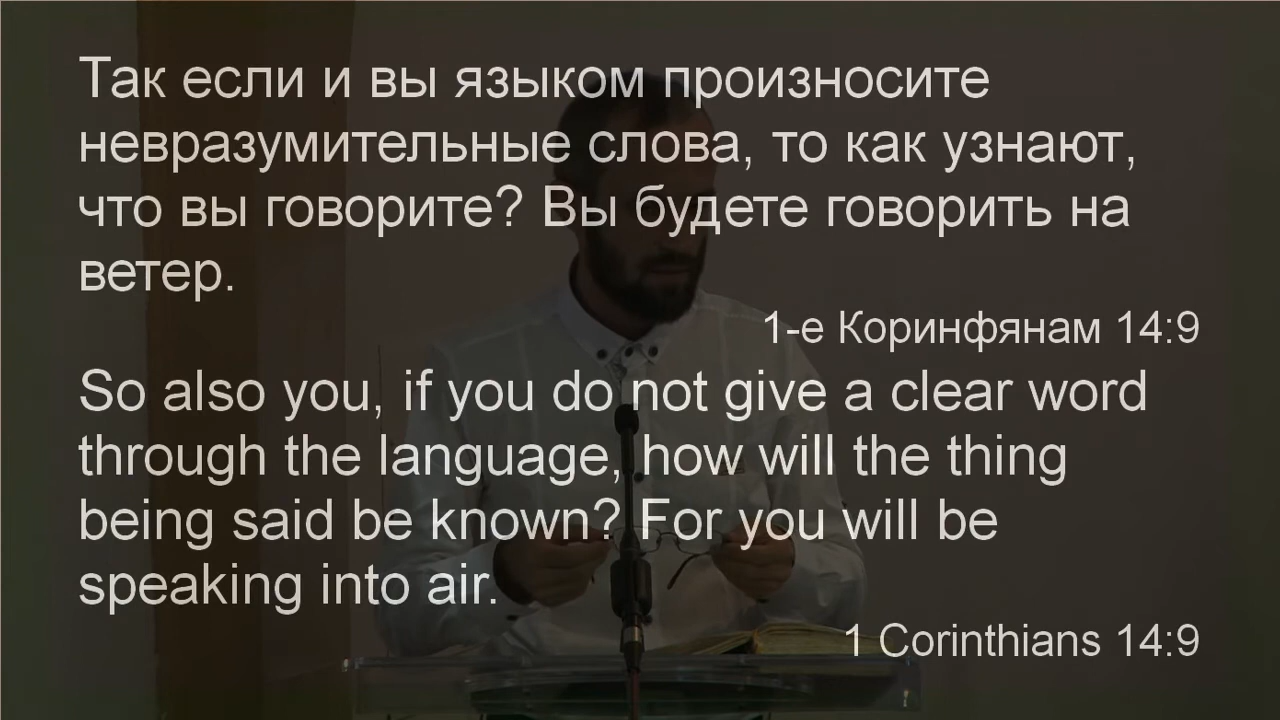 Так если и вы языком произносите
невразумительные слова, то как узнают,
что вы говорите? Вы будете говорить на
ветер.
1-е Коринфянам 14:9
So also you, if you do not give a clear word
through the language, how will the thing
being said be known? For you will be
speaking into air.
1 Corinthians 14:9